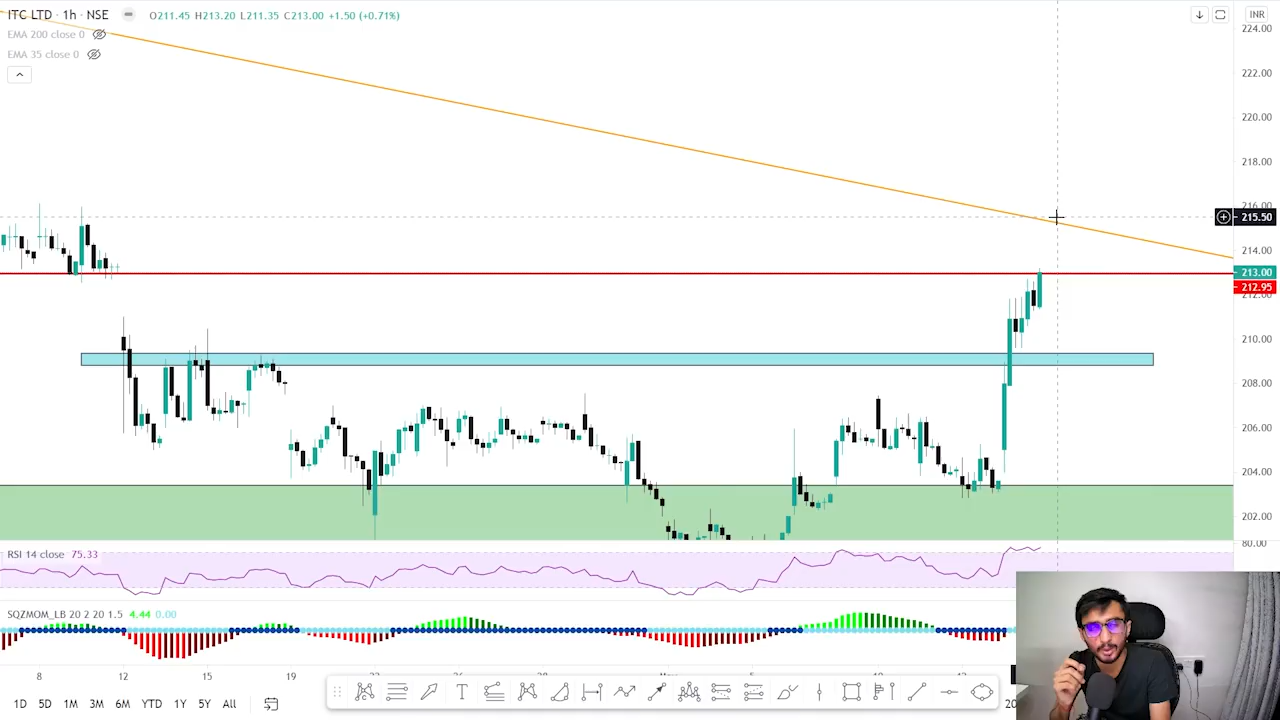 ITC LTD · 1h · NSE O211.45 H213.20 L211.35 C213.00 +1.50 (+0.71%)
EMA 200 close 0
EMA 35 close 0
INR
224.00
222.00
220.00
218.00
216.00
215.50
214.00
213.00
212.95
212.00
210.00
208.00
206.00
204.00
202.00
80.00
RSI 14 close 75.33
SQZMOM_LB 20 2 20 1.5 4.44 0.00
8 12 15 19
1D 5D 1M 3M 6M YTD 1Y 5Y All